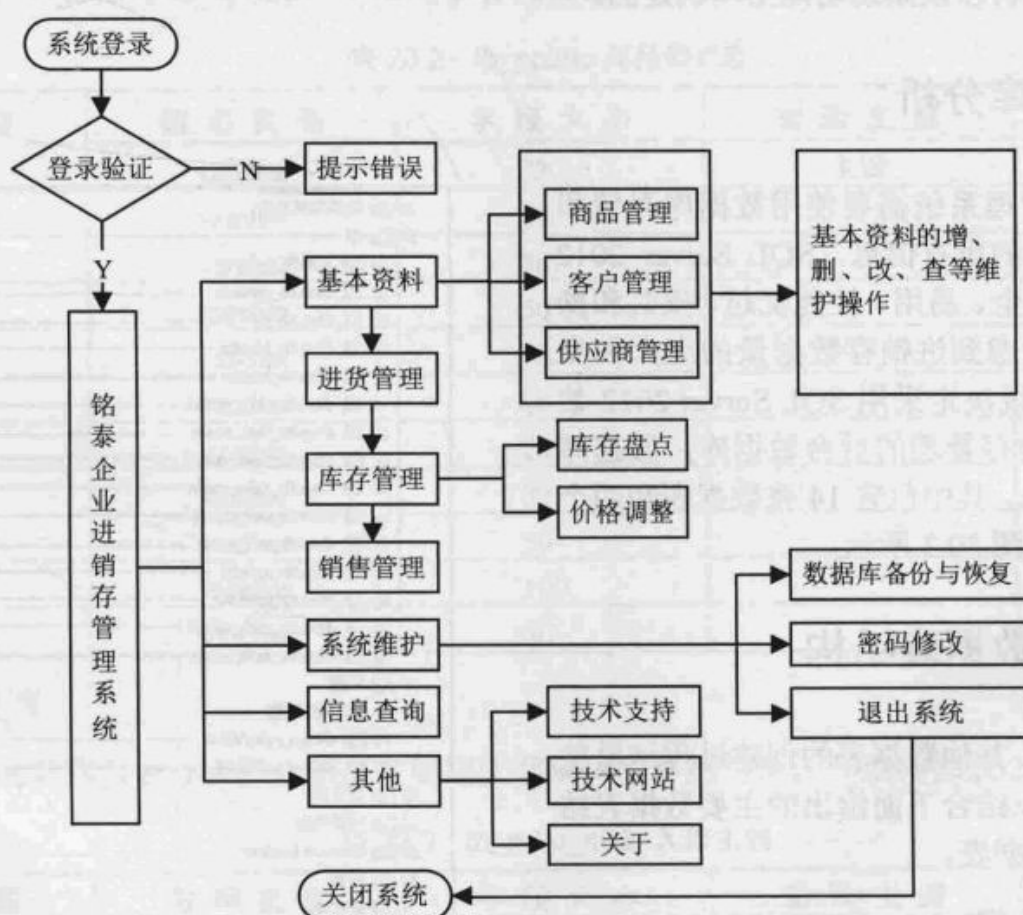 系统登录
登录验证
N
提示错误
Y
铭泰企业进销存管理系统
基本资料
进货管理
库存管理
销售管理
系统维护
信息查询
其他
商品管理
客户管理
供应商管理
基本资料的增、
删、改、查等维
护操作
库存盘点
价格调整
数据库备份与恢复
密码修改
退出系统
技术支持
技术网站
关于
关闭系统